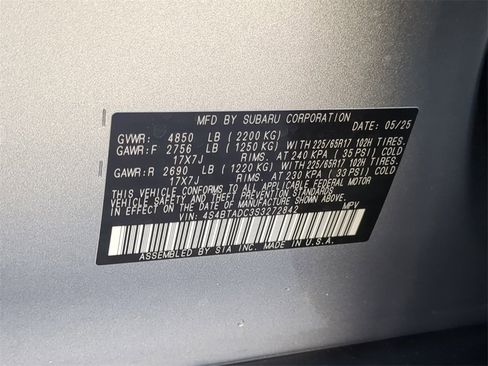 MFD BY SUBARU CORPORATION
DATE: 05/25
GVWR: 4850 LB (2200 KG)
GAWR:F 2756 LB (1250 KG) WITH 225/65R17 102H TIRES
17X7J RIMS. AT 240 KPA (35 PSI) COLD
GAWR:R 2690 LB (1220 KG) WITH 225/65R17 102H TIRES
17X7J RIMS. AT 230 KPA (33 PSI) COLD
THIS VEHICLE CONFORMS TO ALL APPLICABLE FEDERAL MOTOR
VEHICLE SAFETY AND THEFT PREVENTION STANDARDS
IN EFFECT ON THE DATE OF MANUFACTURE SHOWN ABOVE.
VIN: 4S4BTADC3S3272842 MPV
ASSEMBLED BY SIA INC. MADE IN U.S.A.